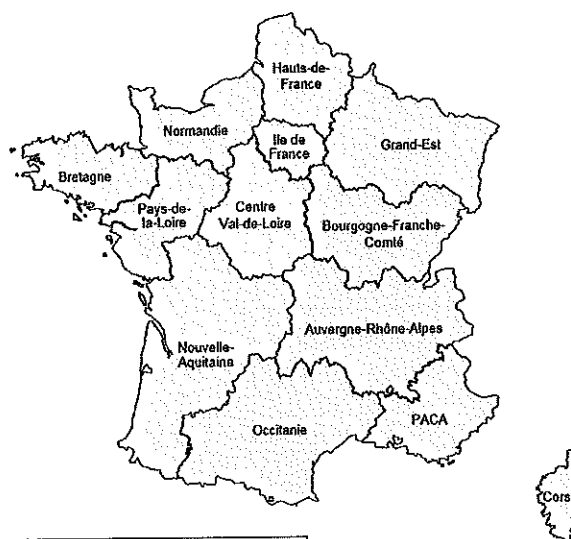 Hauts-de-
France
Normandie
Ile de
France
Grand-Est
Bretagne
Pays-de-
la-Loire
Centre
Val-de-Loire
Bourgogne-Franche-
Comté
Auvergne-Rhône-Alpes
Nouvelle-
Aquitaine
Occitanie
PACA
Cors